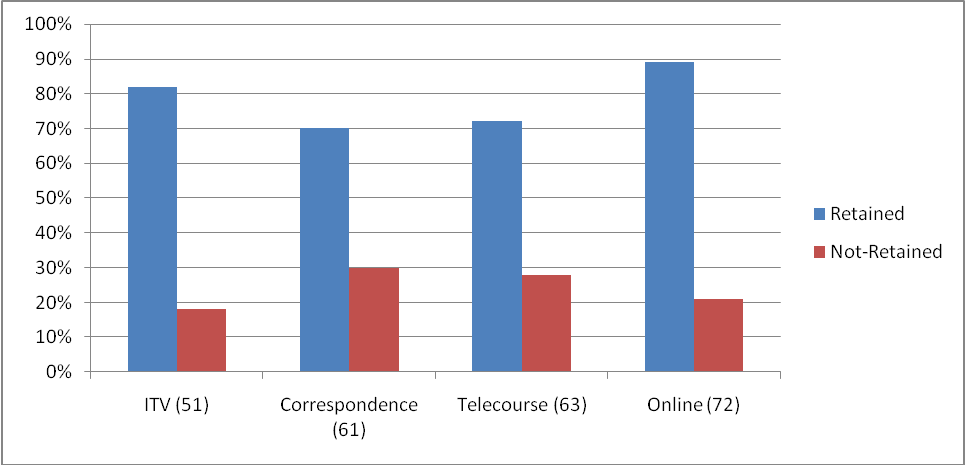 100%
90%
80%
70%
60%
50%
40%
30%
20%
10%
0%
ITV (51)
Correspondence
(61)
Telecourse (63)
Online (72)
Retained
Not-Retained